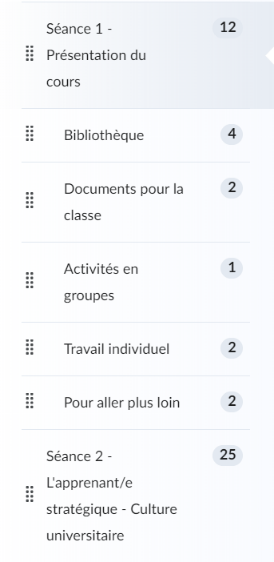 Séance 1 - 12
Présentation du
cours
Bibliothèque 4
Documents pour la 2
classe
Activités en 1
groupes
Travail individuel 2
Pour aller plus loin 2
Séance 2 - 25
L'apprenant/e
stratégique - Culture
universitaire